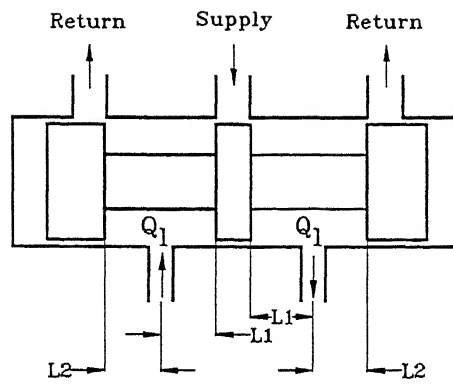 Return Supply Return
Q1 Q1
L1
L1
L2 L2